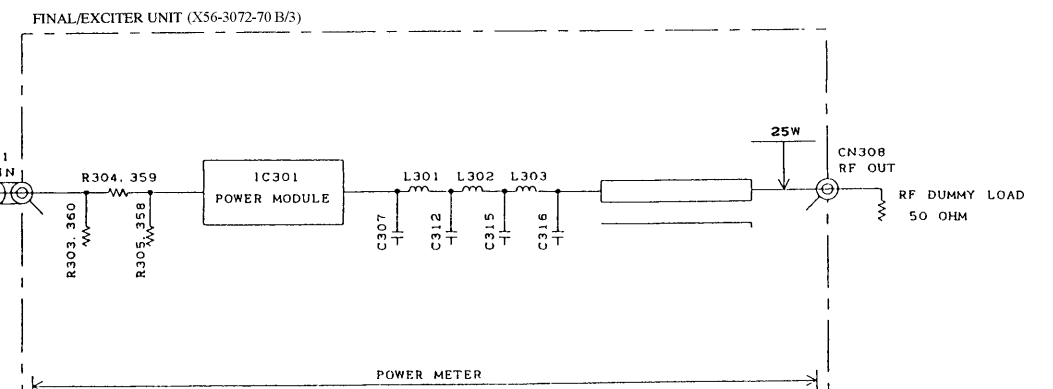 FINAL/EXCITER UNIT (X56-3072-70 B/3)
25W
1
IN
CN308
RF OUT
R304. 359
IC301
POWER MODULE
L301 L302 L303
RF DUMMY LOAD
50 OHM
R303. 360
R305. 358
C307
C312
C315
C316
POWER METER